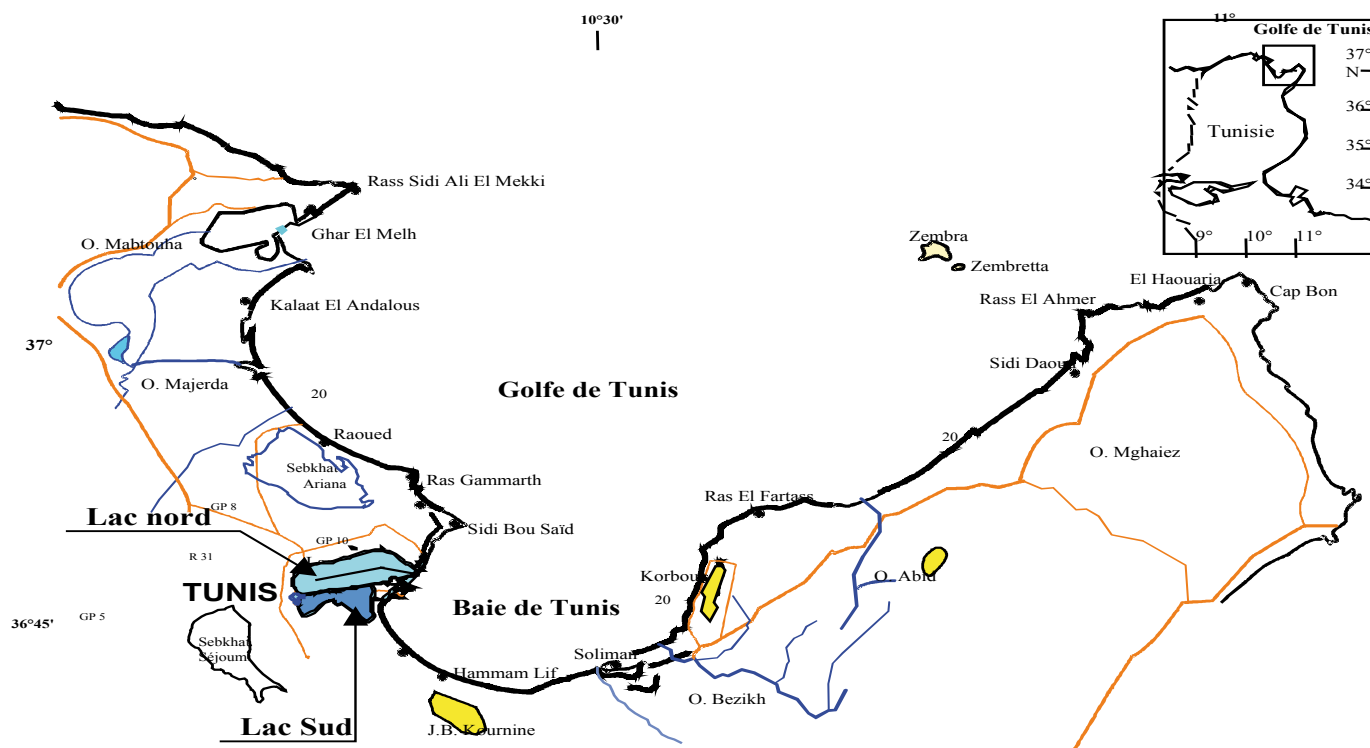 10°30'
11°
Golfe de Tunis
37°
N
36°
35°
34°
Tunisie
9°
10°
11°
Rass Sidi Ali El Mekki
Ghar El Melh
O. Mabtouha
Zembra
Zembretta
El Haouaria
Cap Bon
Rass El Ahmer
Kalaat El Andalous
37°
Sidi Daou
O. Majerda
20
Golfe de Tunis
Raoued
20
O. Mghaiez
Sebkhat
Ariana
Ras Gammarth
Ras El Fartass
GP 8
Lac nord
Sidi Bou Saïd
GP 10
R 31
TUNIS
Korbous
O. Abid
20
Baie de Tunis
GP 5
36°45'
Sebkhat
Séjoum
Soliman
Hammam Lif
O. Bezikh
Lac Sud
J.B. Kournine